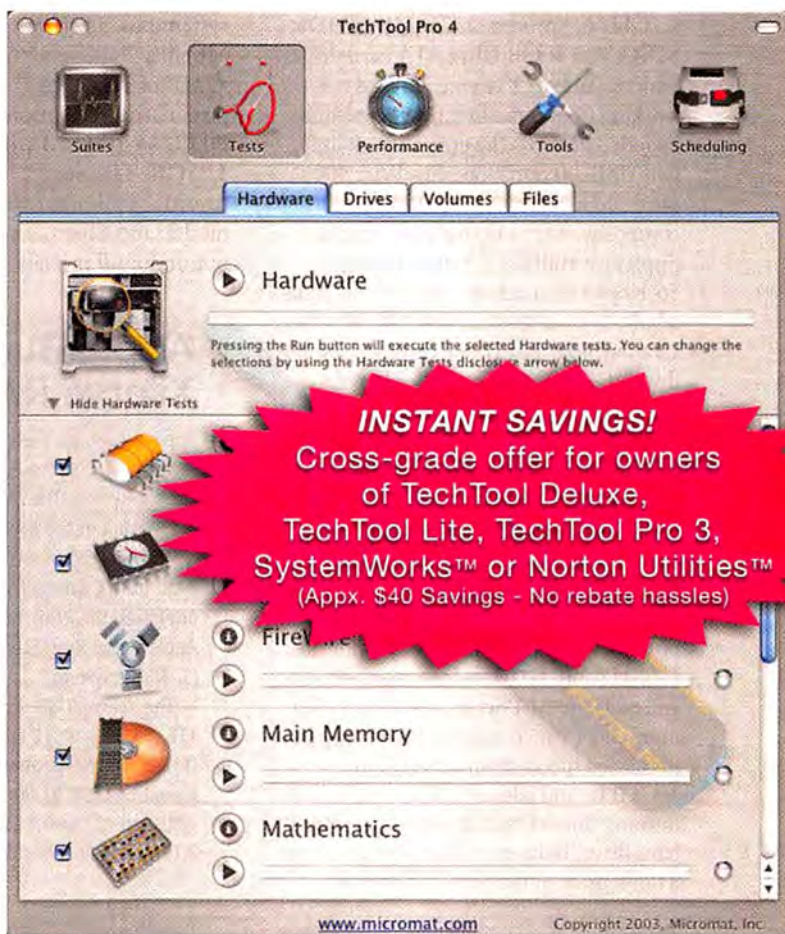 TechTool Pro 4
Suites
Tests
Performance
Tools
Scheduling
Hardware
Drives
Volumes
Files
Hardware
Pressing the Run button will execute the selected Hardware tests. You can change the
selections by using the Hardware Tests disclosure arrow below.
Hide Hardware Tests
INSTANT SAVINGS!
Cross-grade offer for owners
of TechTool Deluxe,
TechTool Lite, TechTool Pro 3,
SystemWorks™ or Norton Utilities™
(Appx. $40 Savings - No rebate hassles)
FireWire
Main Memory
Mathematics
www.micromat.com
Copyright 2003, Micromat, Inc.